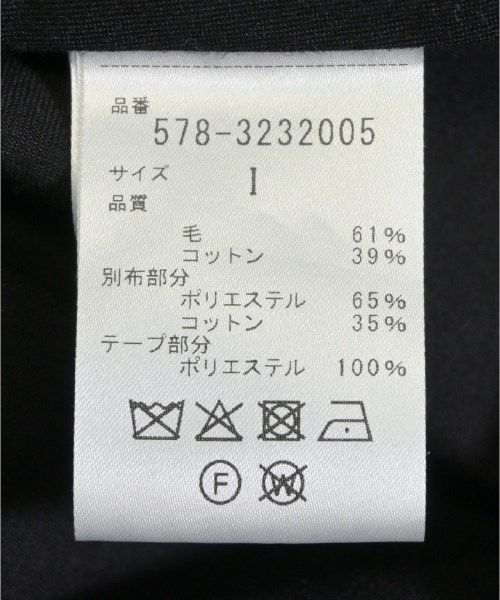 品番
578-3232005
サイズ I
品質
毛 61%
コットン 39%
別布部分
ポリエステル 65%
コットン 35%
テープ部分
ポリエステル 100%
F W